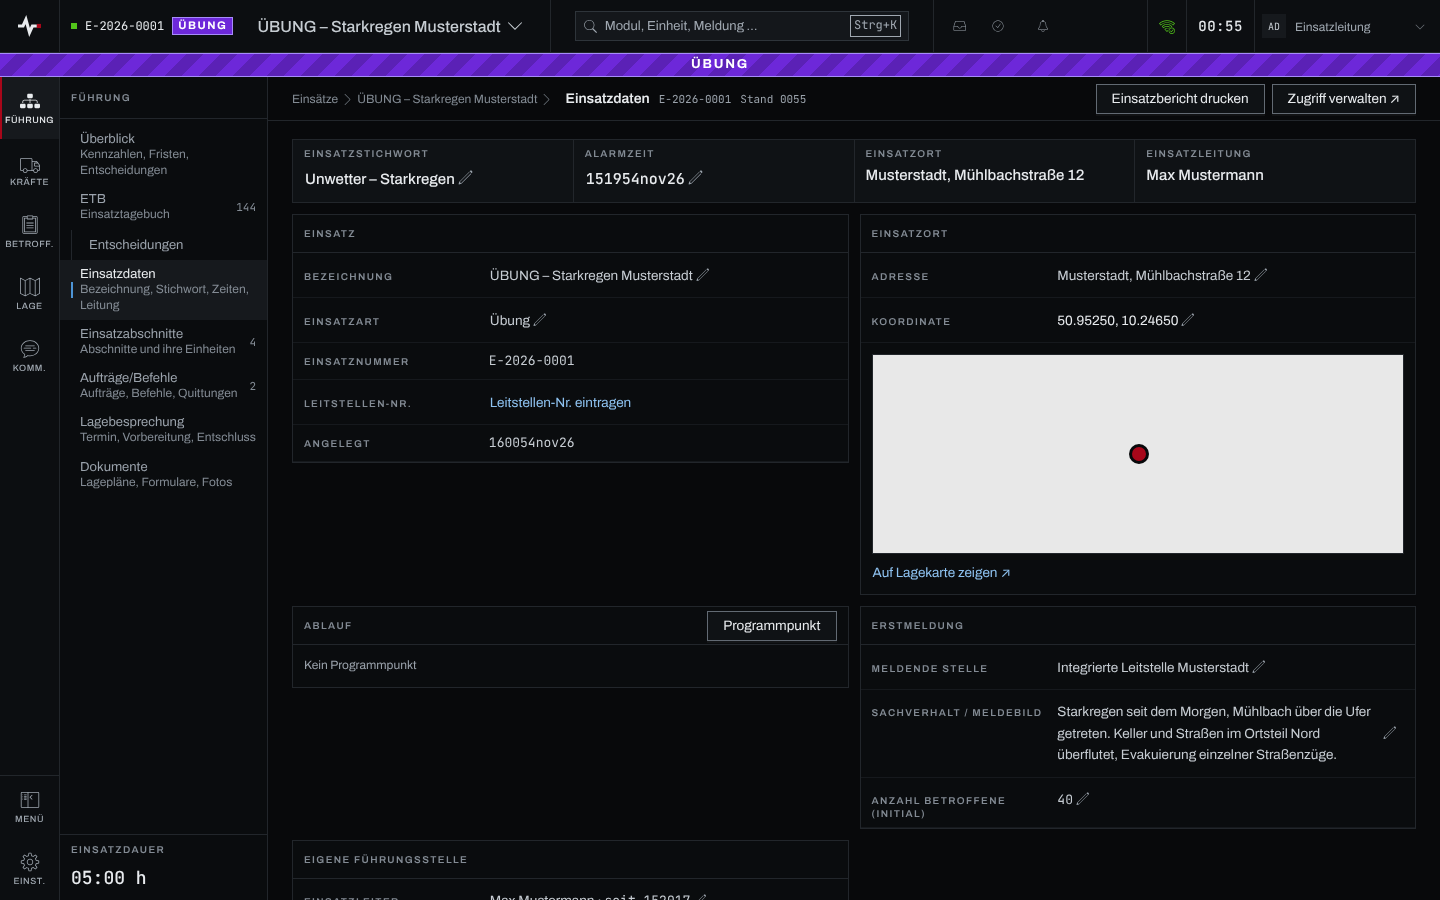 E-2026-0001 ÜBUNG ÜBUNG – Starkregen Musterstadt Modul, Einheit, Meldung ... Strg+K 00:55 AD Einsatzleitung
ÜBUNG
FÜHRUNG
KRÄFTE
BETROFF.
LAGE
KOMM.
MENÜ
EINST.
FÜHRUNG
Überblick
Kennzahlen, Fristen,
Entscheidungen
ETB
Einsatztagebuch
144
Entscheidungen
Einsatzdaten
Bezeichnung, Stichwort, Zeiten,
Leitung
Einsatzabschnitte
Abschnitte und ihre Einheiten
4
Aufträge/Befehle
Aufträge, Befehle, Quittungen
2
Lagebesprechung
Termin, Vorbereitung, Entschluss
Dokumente
Lagepläne, Formulare, Fotos
EINSATZDAUER
05:00 h
Einsätze ÜBUNG – Starkregen Musterstadt Einsatzdaten E-2026-0001 Stand 0055
Einsatzbericht drucken
Zugriff verwalten ↗
EINSATZSTICHWORT
Unwetter – Starkregen
ALARMZEIT
151954nov26
EINSATZORT
Musterstadt, Mühlbachstraße 12
EINSATZLEITUNG
Max Mustermann
EINSATZ
BEZEICHNUNG ÜBUNG – Starkregen Musterstadt
EINSATZART Übung
EINSATZNUMMER E-2026-0001
LEITSTELLEN-NR. Leitstellen-Nr. eintragen
ANGELEGT 160054nov26
EINSATZORT
ADRESSE Musterstadt, Mühlbachstraße 12
KOORDINATE 50.95250, 10.24650
Auf Lagekarte zeigen ↗
ABLAUF
Programmpunkt
Kein Programmpunkt
ERSTMELDUNG
MELDENDE STELLE Integrierte Leitstelle Musterstadt
SACHVERHALT / MELDEBILD Starkregen seit dem Morgen, Mühlbach über die Ufer
getreten. Keller und Straßen im Ortsteil Nord
überflutet, Evakuierung einzelner Straßenzüge.
ANZAHL BETROFFENE 40
(INITIAL)
EIGENE FÜHRUNGSSTELLE
EINSATZLEITER Max Mustermann · seit 152017